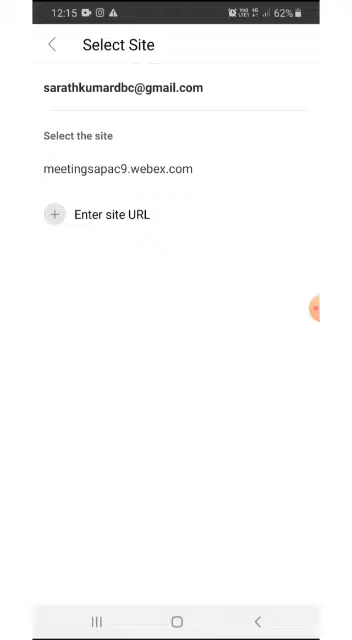 12:15
62%
Select Site
sarathkumardbc@gmail.com
Select the site
meetingsapac9.webex.com
+ Enter site URL